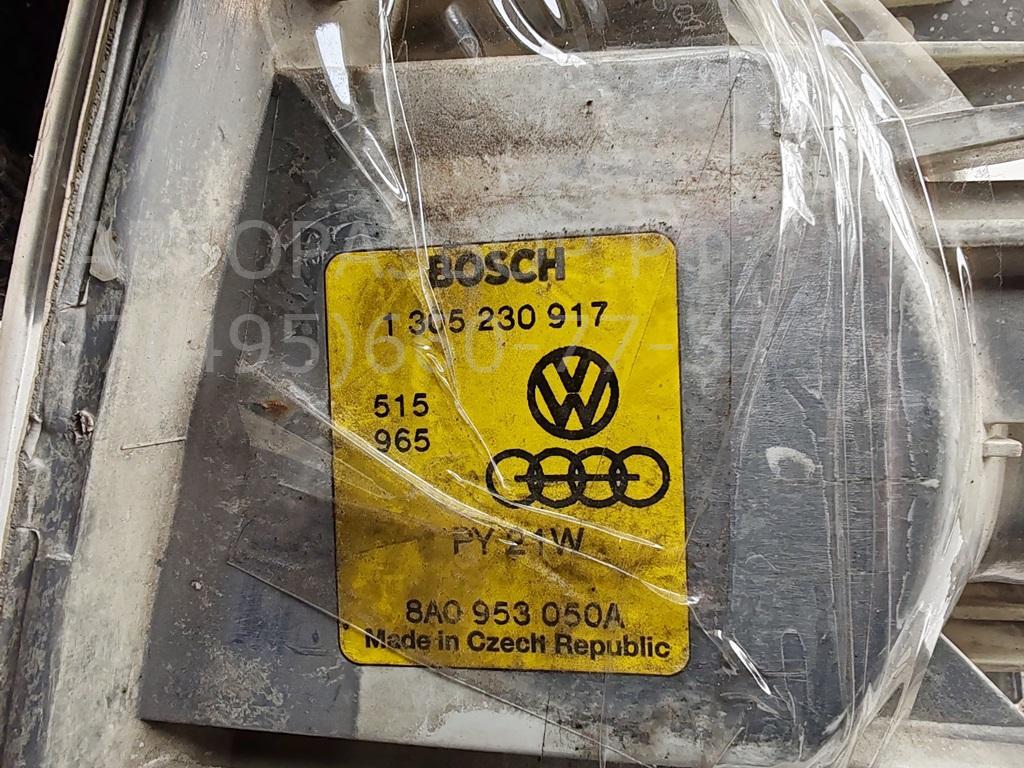 BOSCH
1 305 230 917
515
965
PY 21W
8A0 953 050A
Made in Czech Republic